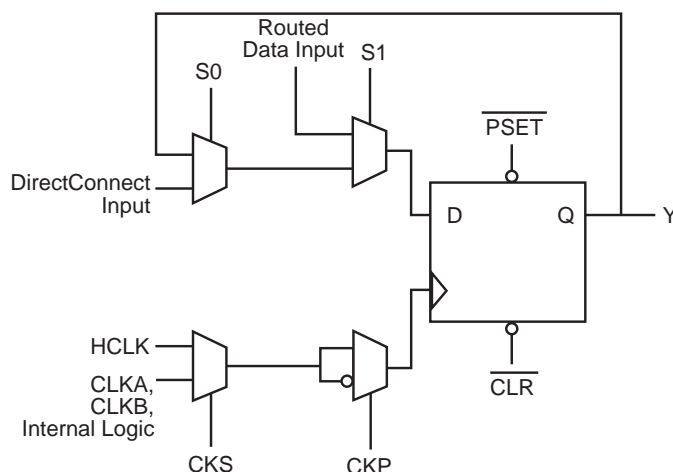 Routed
Data Input
S1
S0
PSET
DirectConnect
Input
D
Q
Y
HCLK
CLKA,
CLKB,
Internal Logic
CLR
CKS
CKP